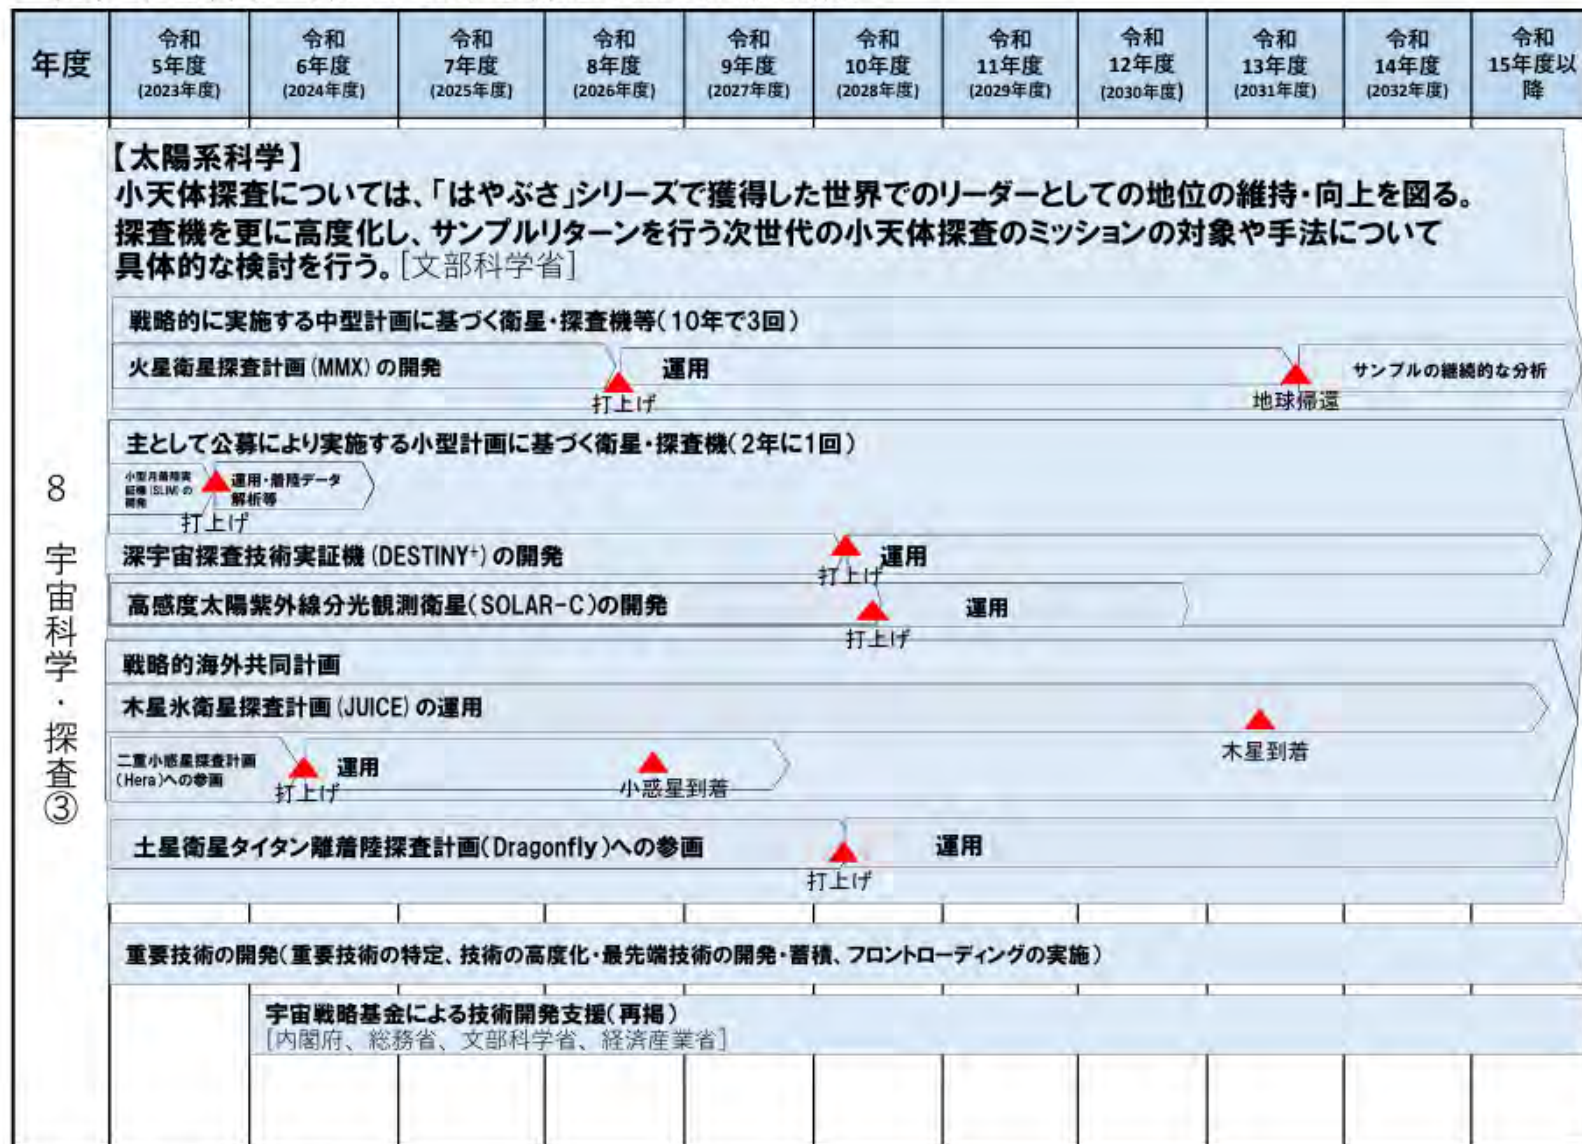 年度
令和
5年度
(2023年度)
令和
6年度
(2024年度)
令和
7年度
(2025年度)
令和
8年度
(2026年度)
令和
9年度
(2027年度)
令和
10年度
(2028年度)
令和
11年度
(2029年度)
令和
12年度
(2030年度)
令和
13年度
(2031年度)
令和
14年度
(2032年度)
令和
15年度以
降
8 宇宙科学・探査③
【太陽系科学】
小天体探査については、「はやぶさ」シリーズで獲得した世界でのリーダーとしての地位の維持・向上を図る。
探査機を更に高度化し、サンプルリターンを行う次世代の小天体探査のミッションの対象や手法について
具体的な検討を行う。[文部科学省]
戦略的に実施する中型計画に基づく衛星・探査機等(10年で3回)
火星衛星探査計画(MMX)の開発
運用
サンプルの継続的な分析
打上げ
地球帰還
主として公募により実施する小型計画に基づく衛星・探査機(2年に1回)
小型月着陸実
証機(SLIM)の
開発
運用・着陸データ
解析等
打上げ
深宇宙探査技術実証機(DESTINY+)の開発
運用
打上げ
高感度太陽紫外線分光観測衛星(SOLAR-C)の開発
運用
打上げ
戦略的海外共同計画
木星氷衛星探査計画(JUICE)の運用
木星到着
二重小惑星探査計画
(Hera)への参画
運用
打上げ
小惑星到着
土星衛星タイタン離着陸探査計画(Dragonfly)への参画
運用
打上げ
重要技術の開発(重要技術の特定、技術の高度化・最先端技術の開発・蓄積、フロントローディングの実施)
宇宙戦略基金による技術開発支援(再掲)
[内閣府、総務省、文部科学省、経済産業省]